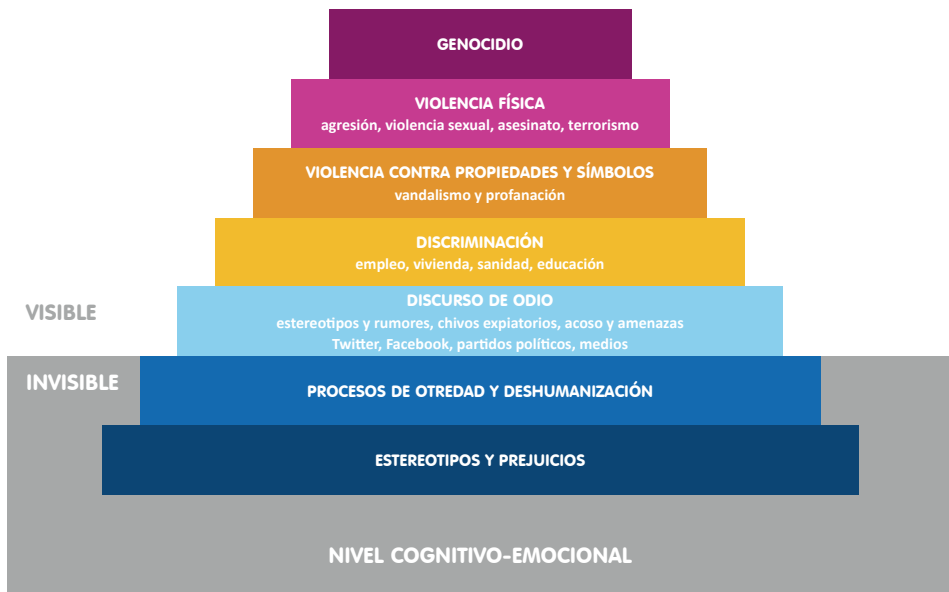 GENOCIDIO
VIOLENCIA FÍSICA
agresión, violencia sexual, asesinato, terrorismo
VIOLENCIA CONTRA PROPIEDADES Y SÍMBOLOS
vandalismo y profanación
DISCRIMINACIÓN
empleo, vivienda, sanidad, educación
VISIBLE
DISCURSO DE ODIO
estereotipos y rumores, chivos expiatorios, acoso y amenazas
Twitter, Facebook, partidos políticos, medios
INVISIBLE
PROCESOS DE OTREDAD Y DESHUMANIZACIÓN
ESTEREOTIPOS Y PREJUICIOS
NIVEL COGNITIVO-EMOCIONAL